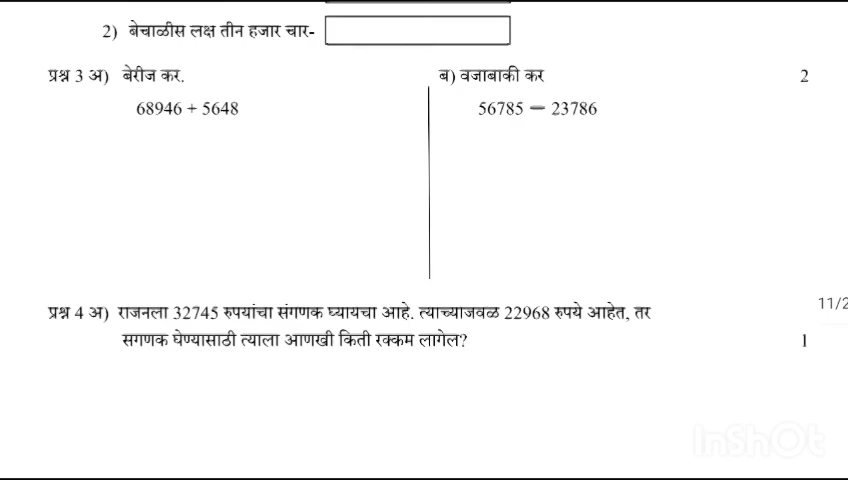 2) बेचाळीस लक्ष तीन हजार चार-
प्रश्न 3 अ) बेरीज कर. ब) वजाबाकी कर 2
68946 + 5648 56785 – 23786
प्रश्न 4 अ) राजनला 32745 रुपयांचा संगणक घ्यायचा आहे. त्याच्याजवळ 22968 रुपये आहेत, तर
सगणक घेण्यासाठी त्याला आणखी किती रक्कम लागेल? 1
11/2
InShOt